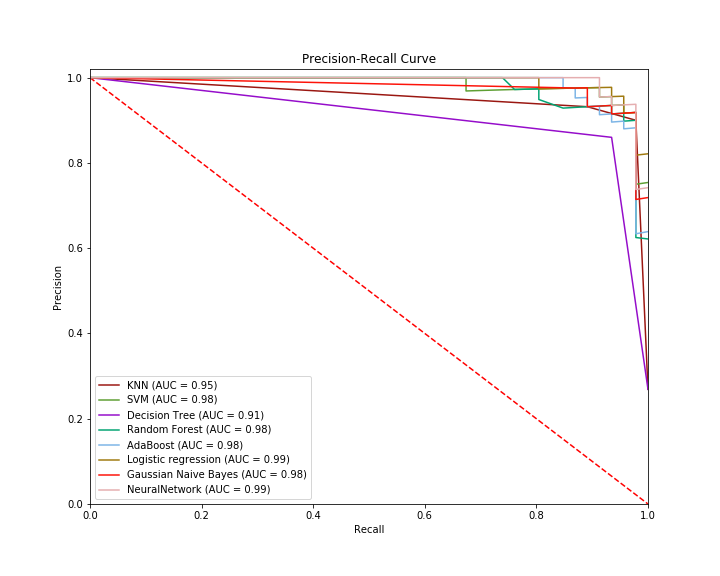 Precision-Recall Curve
1.0
0.8
0.6
0.4
0.2
0.0
Precision
KNN (AUC = 0.95)
SVM (AUC = 0.98)
Decision Tree (AUC = 0.91)
Random Forest (AUC = 0.98)
AdaBoost (AUC = 0.98)
Logistic regression (AUC = 0.99)
Gaussian Naive Bayes (AUC = 0.98)
NeuralNetwork (AUC = 0.99)
0.0 0.2 0.4 0.6 0.8 1.0
Recall